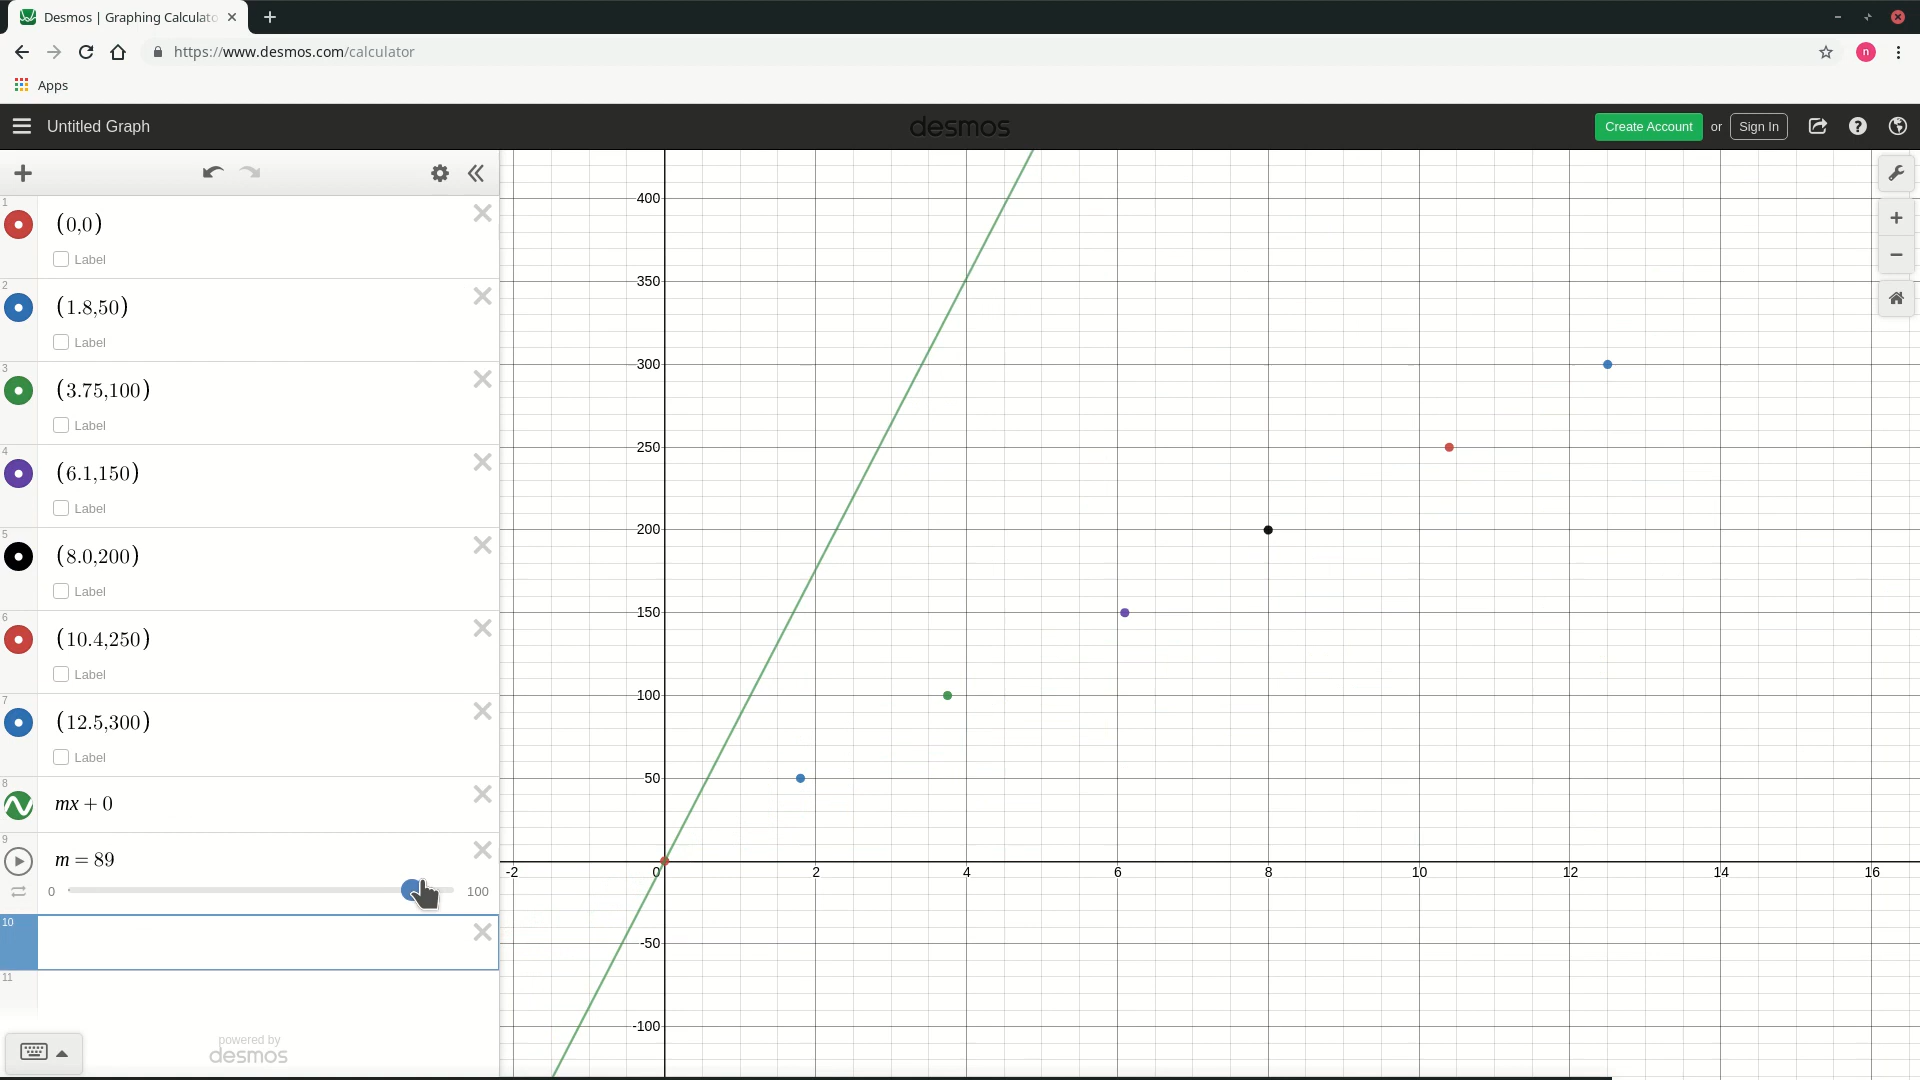 Desmos | Graphing Calculato
https://www.desmos.com/calculator
n
Apps
Untitled Graph
desmos
Create Account
or
Sign In
1
(0,0)
Label
2
(1.8,50)
Label
3
(3.75,100)
Label
4
(6.1,150)
Label
5
(8.0,200)
Label
6
(10.4,250)
Label
7
(12.5,300)
Label
8
mx + 0
9
m = 89
0
100
10
11
powered by
desmos
400
350
300
250
200
150
100
50
-2
0
2
4
6
8
10
12
14
16
-50
-100